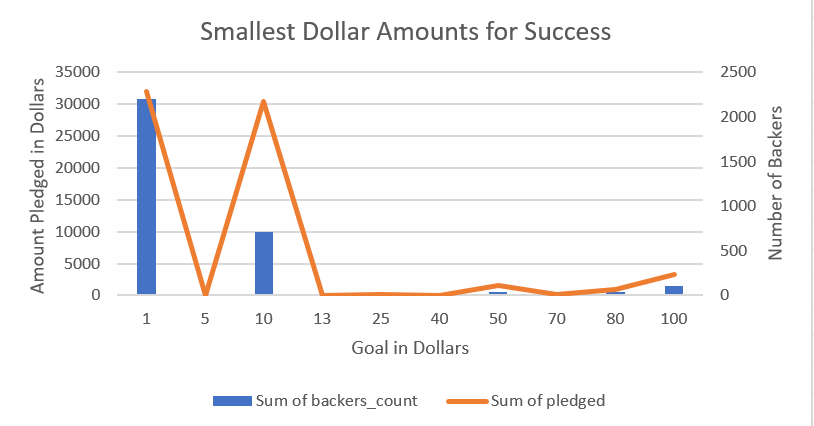 Smallest Dollar Amounts for Success
Amount Pledged in Dollars
35000
30000
25000
20000
15000
10000
5000
0
2500
2000
1500
1000
500
0
Number of Backers
1 5 10 13 25 40 50 70 80 100
Goal in Dollars
Sum of backers_count Sum of pledged